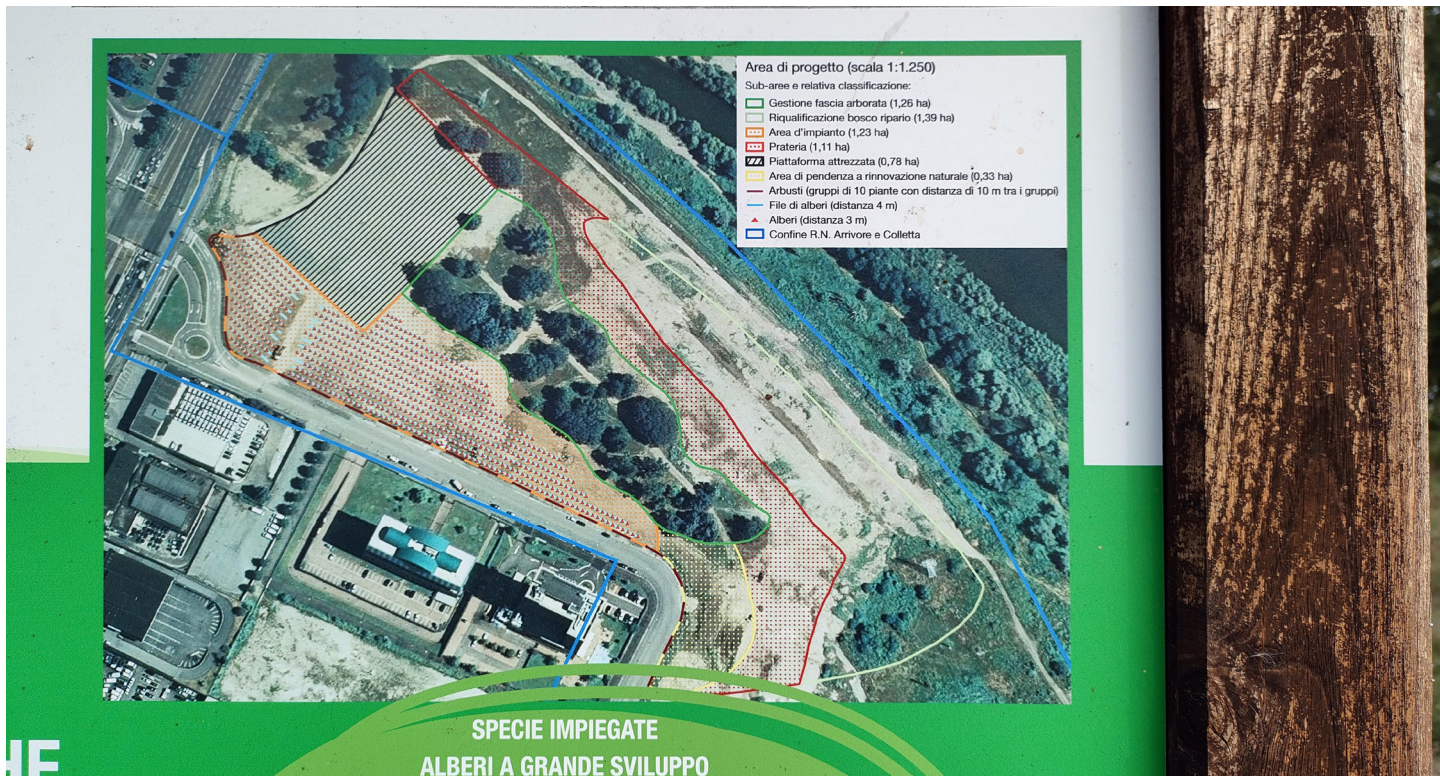 Area di progetto (scala 1:1.250)
Sub-aree e relativa classificazione:
Gestione fascia arborata (1,26 ha)
Riqualificazione bosco ripario (1,39 ha)
Area d'impianto (1,23 ha)
Prateria (1,11 ha)
Piattaforma attrezzata (0,78 ha)
Area di pendenza a rinnovazione naturale (0,33 ha)
Arbusti (gruppi di 10 piante con distanza di 10 m tra i gruppi)
File di alberi (distanza 4 m)
Alberi (distanza 3 m)
Confine R.N. Arrivore e Colletta
SPECIE IMPIEGATE
ALBERI A GRANDE SVILUPPO